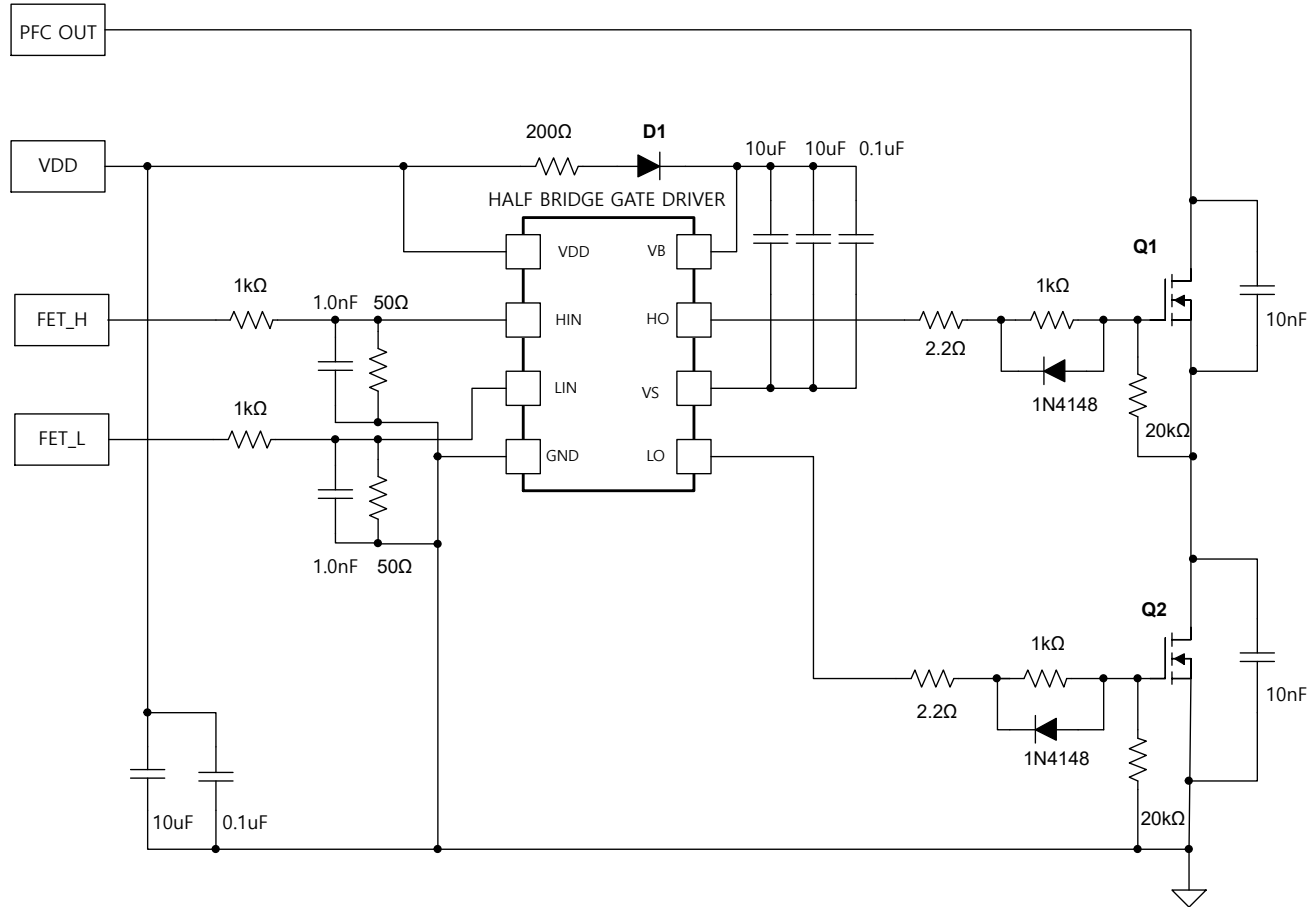 PFC OUT
200Ω
D1
10uF
10uF
0.1uF
VDD
HALF BRIDGE GATE DRIVER
VDD
VB
Q1
1kΩ
1.0nF
50Ω
1kΩ
FET_H
HIN
HO
10nF
2.2Ω
LIN
VS
1N4148
1kΩ
20kΩ
FET_L
GND
LO
1.0nF
50Ω
Q2
1kΩ
10nF
2.2Ω
1N4148
10uF
0.1uF
20kΩ